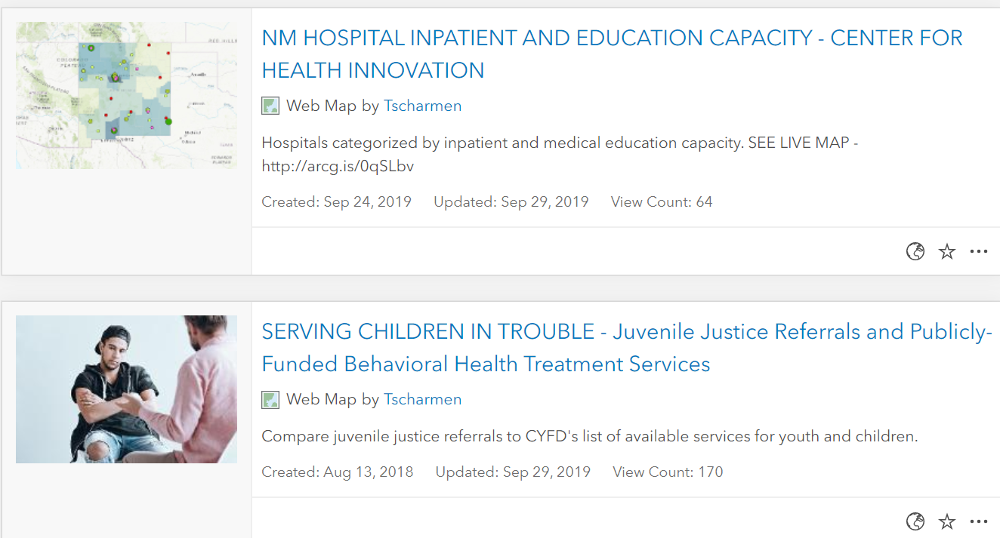 NM HOSPITAL INPATIENT AND EDUCATION CAPACITY - CENTER FOR
HEALTH INNOVATION
Web Map by Tscharmen
Hospitals categorized by inpatient and medical education capacity. SEE LIVE MAP -
http://arcg.is/0qSLbv
Created: Sep 24, 2019 Updated: Sep 29, 2019 View Count: 64
SERVING CHILDREN IN TROUBLE - Juvenile Justice Referrals and Publicly-
Funded Behavioral Health Treatment Services
Web Map by Tscharmen
Compare juvenile justice referrals to CYFD's list of available services for youth and children.
Created: Aug 13, 2018 Updated: Sep 29, 2019 View Count: 170